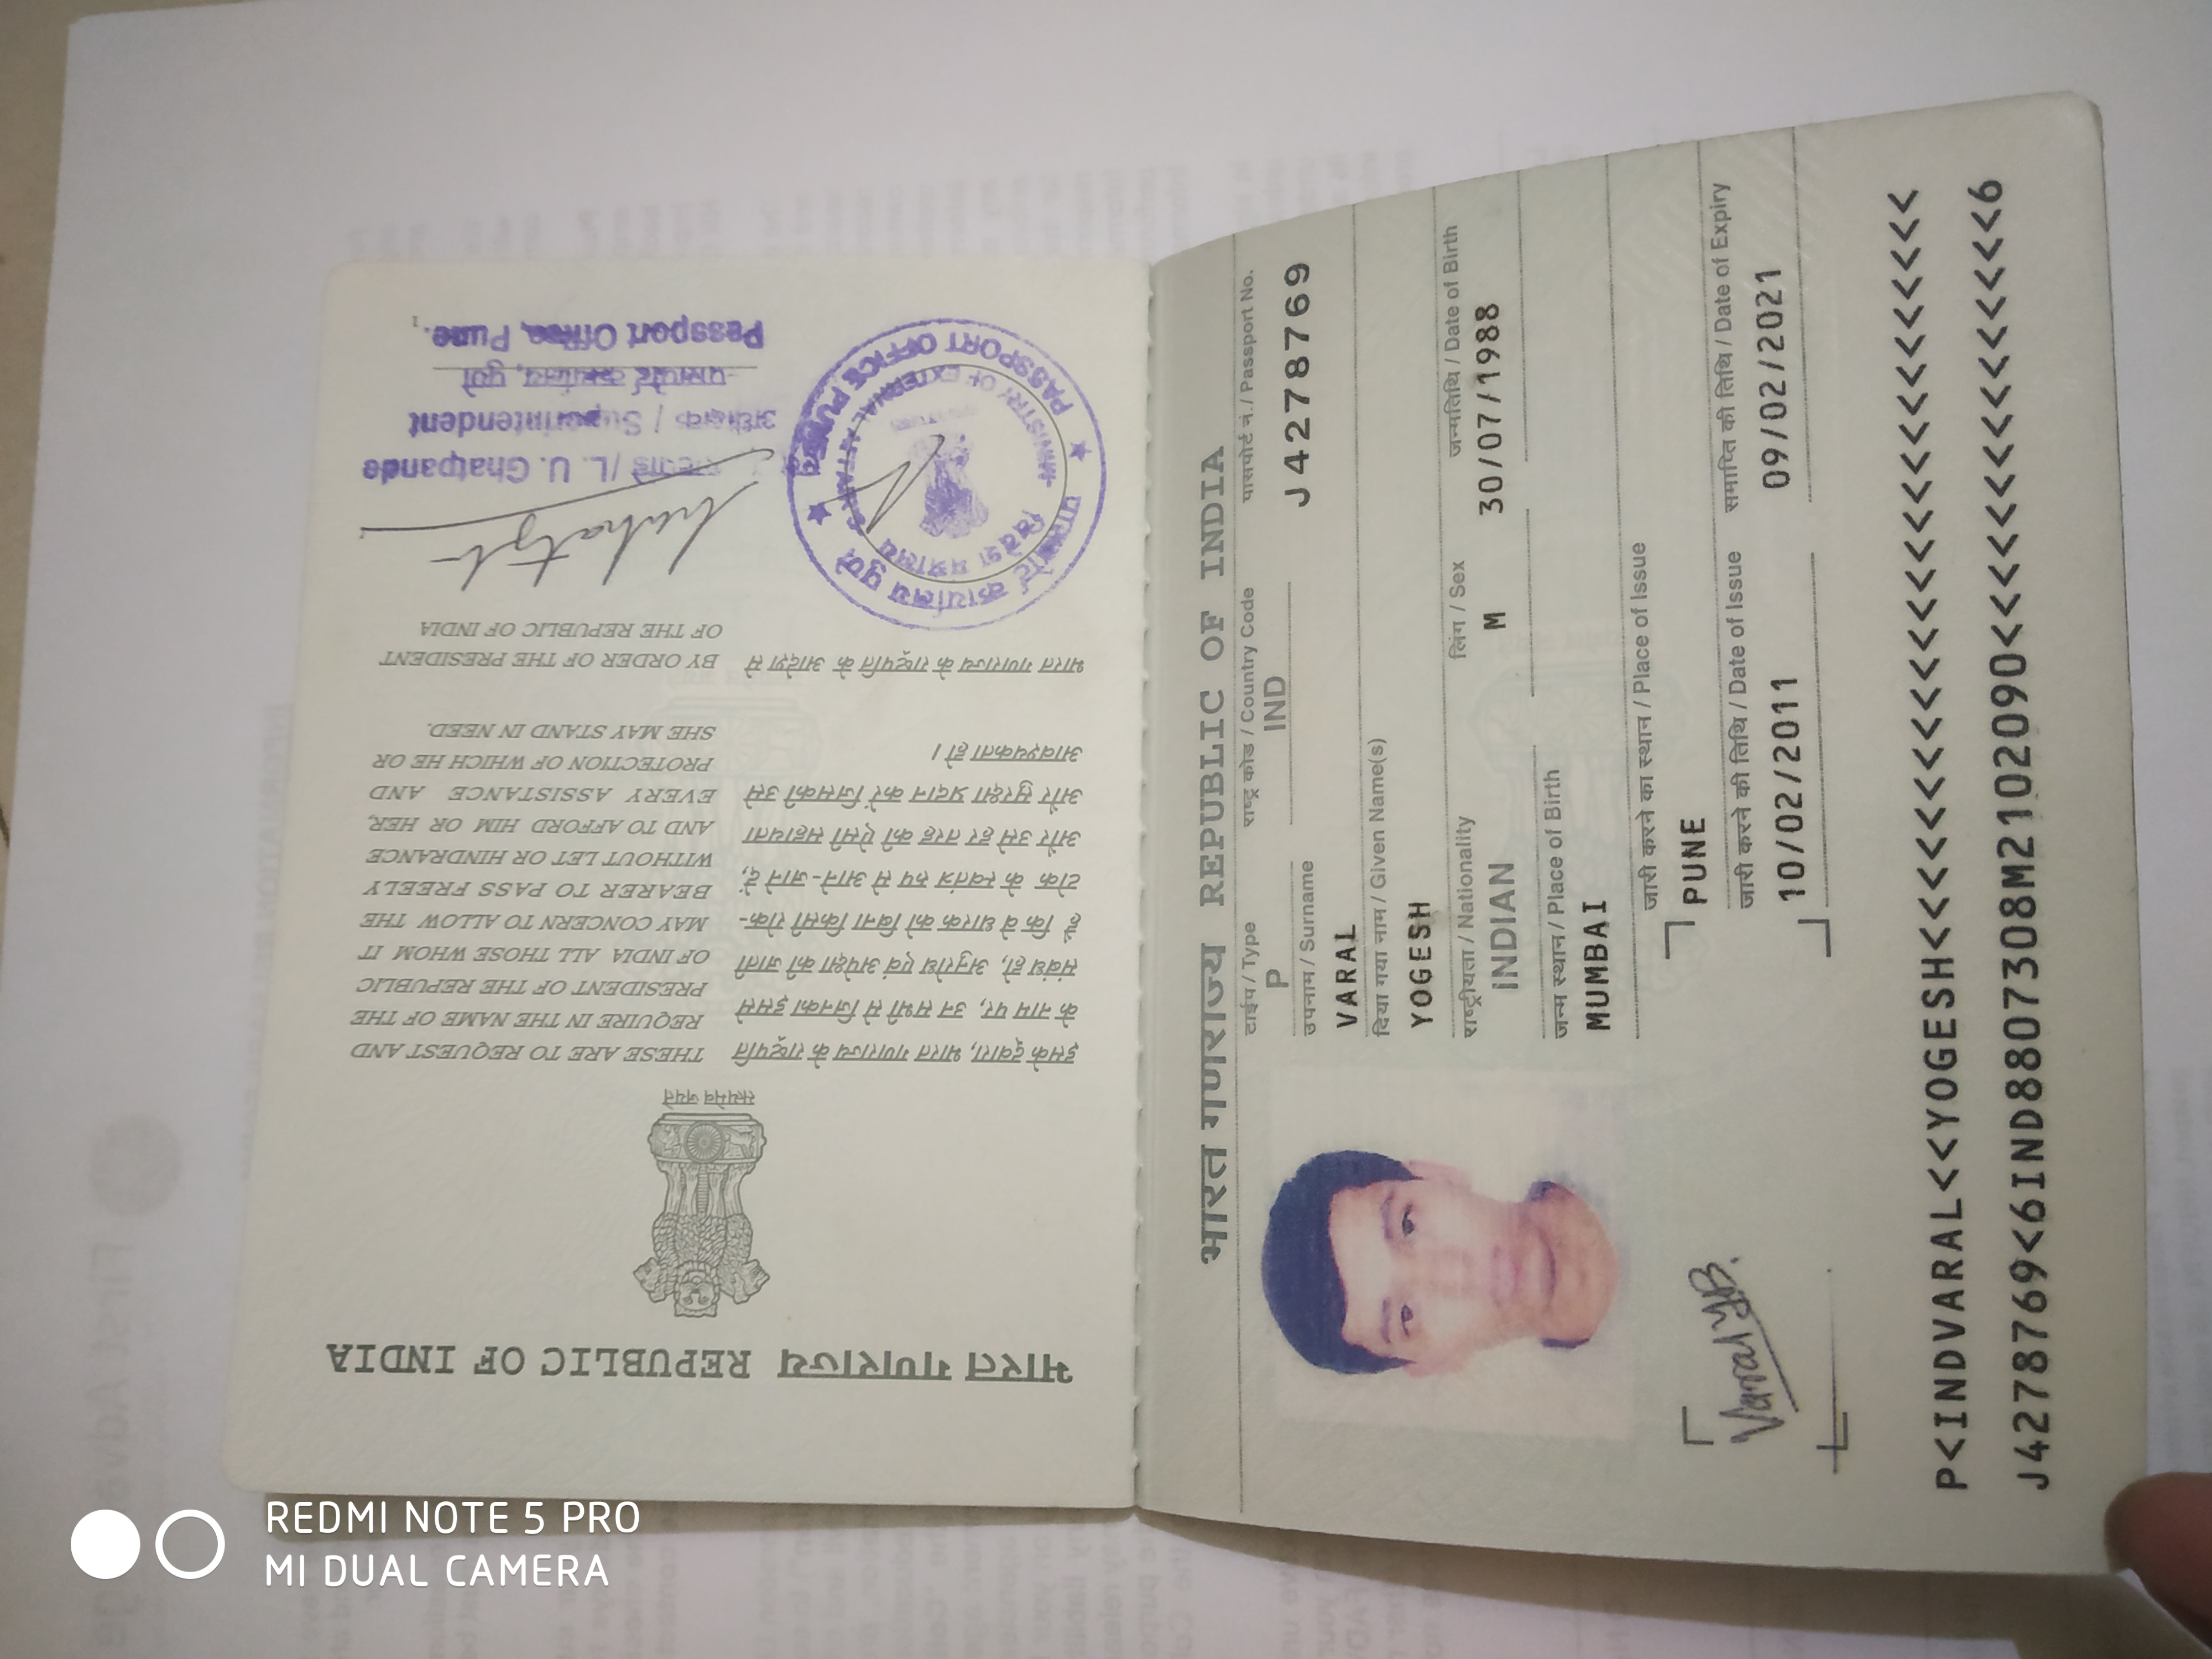 भारत गणराज्य REPUBLIC OF INDIA
सत्यमेव जयते
इसके द्वारा, भारत गणराज्य के राष्ट्रपति
के नाम पर, उन सभी से जिनका इससे
संबंध हो, अनुरोध एवं अपेक्षा की जाती
है कि वे धारक को बिना किसी रोक-
टोक के स्वतंत्र रूप से आने-जाने दें,
और उसे हर तरह की ऐसी सहायता
और सुरक्षा प्रदान करें जिसकी उसे
आवश्यकता हो।
THESE ARE TO REQUEST AND
REQUIRE IN THE NAME OF THE
PRESIDENT OF THE REPUBLIC
OF INDIA ALL THOSE WHOM IT
MAY CONCERN TO ALLOW THE
BEARER TO PASS FREELY
WITHOUT LET OR HINDRANCE
AND TO AFFORD HIM OR HER,
EVERY ASSISTANCE AND
PROTECTION OF WHICH HE OR
SHE MAY STAND IN NEED.
भारत गणराज्य के राष्ट्रपति के आदेश से
BY ORDER OF THE PRESIDENT
OF THE REPUBLIC OF INDIA
पासपोर्ट कार्यालय पुणे
विदेश मंत्रालय
MINISTRY OF EXTERNAL AFFAIRS
PASSPORT OFFICE PUNE
/L. U. Ghatpande
अधीक्षक / Superintendent
पासपोर्ट कार्यालय, पुणे
Passport Office, Pune.
भारत गणराज्य REPUBLIC OF INDIA
टाईप / Type
P
राष्ट्र कोड / Country Code
IND
पासपोर्ट नं./ Passport No.
J4278769
उपनाम / Surname
VARAL
दिया गया नाम / Given Name(s)
YOGESH
राष्ट्रीयता / Nationality
INDIAN
लिंग / Sex
M
जन्मतिथि / Date of Birth
30/07/1988
जन्म स्थान / Place of Birth
MUMBAI
जारी करने का स्थान / Place of Issue
PUNE
जारी करने की तिथि / Date of Issue
10/02/2011
समाप्ति की तिथि / Date of Expiry
09/02/2021
Varal Y.B.
P<INDVARAL<<YOGESH<<<<<<<<<<<<<<<<<<<<<<<<<<
J4278769<6IND8807308M2102090<<<<<<<<<<<<<<<6
REDMI NOTE 5 PRO
MI DUAL CAMERA